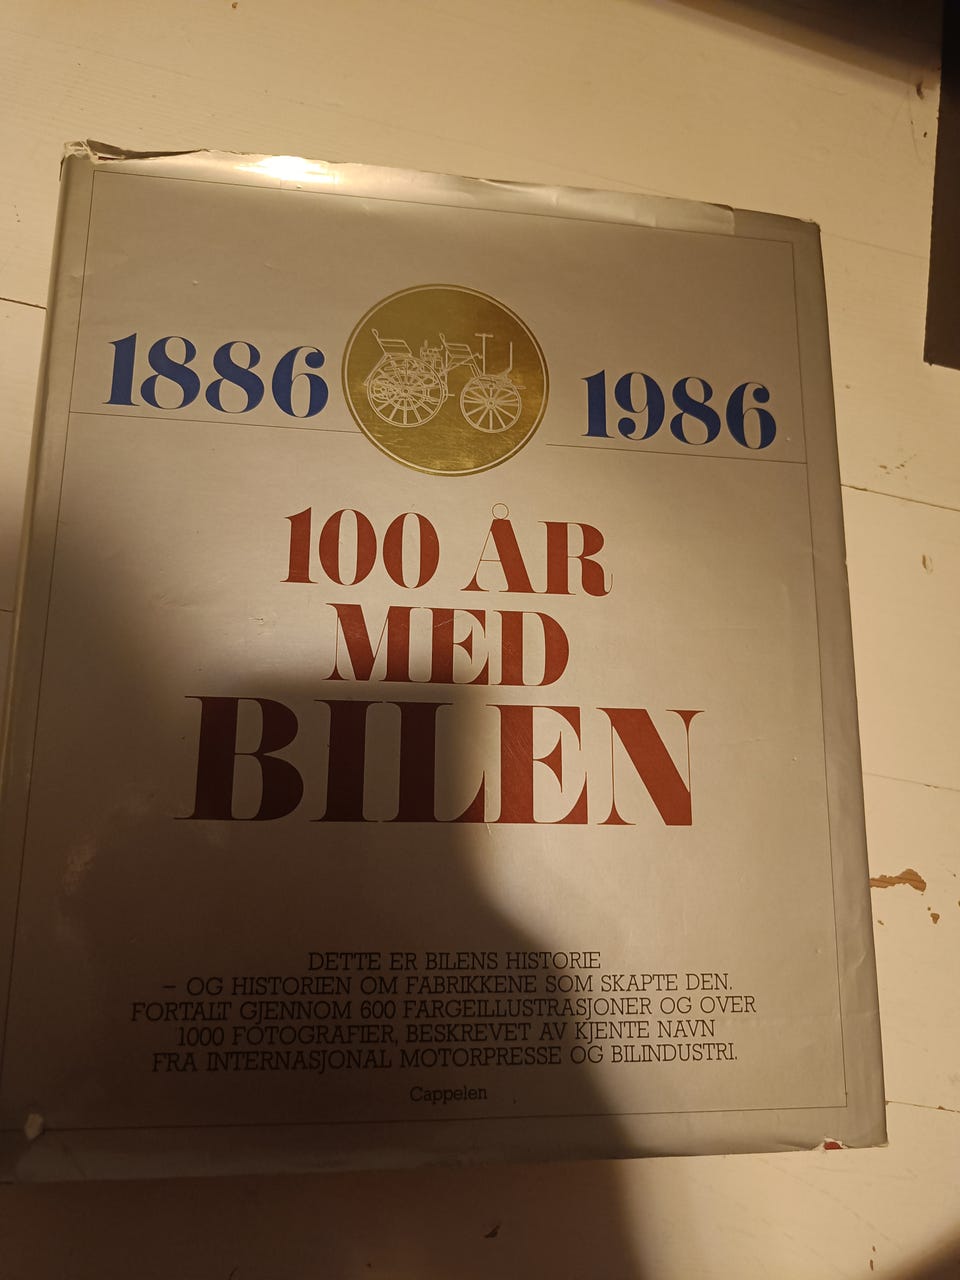 1886 1986
100 ÅR
MED
BILEN
DETTE ER BILENS HISTORIE
– OG HISTORIEN OM FABRIKKENE SOM SKAPTE DEN.
FORTALT GJENNOM 600 FARGEILLUSTRASJONER OG OVER
1000 FOTOGRAFIER, BESKREVET AV KJENTE NAVN
FRA INTERNASJONAL MOTORPRESSE OG BILINDUSTRI.
Cappelen